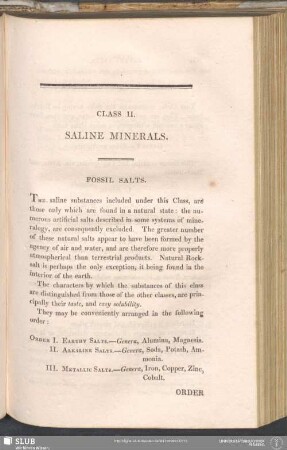 CLASS II.
SALINE MINERALS.
FOSSIL SALTS.
THE saline substances included under this Class, are
those only which are found in a natural state: the nu-
merous artificial salts described in some systems of mine-
ralogy, are consequently excluded. The greater number
of these natural salts appear to have been formed by the
agency of air and water, and are therefore more properly
atmospherical than terrestrial products. Natural Rock-
salt is perhaps the only exception, it being found in the
interior of the earth.
The characters by which the substances of this class
are distinguished from those of the other classes, are prin-
cipally their taste, and easy solubility.
They may be conveniently arranged in the following
order:
ORDER I. EARTHY SALTS.—Genera, Alumina, Magnesia.
II. ALKALINE SALTS.—Genera, Soda, Potash, Am-
monia.
III. METALLIC SALTS.—Genera, Iron, Copper, Zinc,
Cobalt.
ORDER
SLUB
Wir führen Wissen.